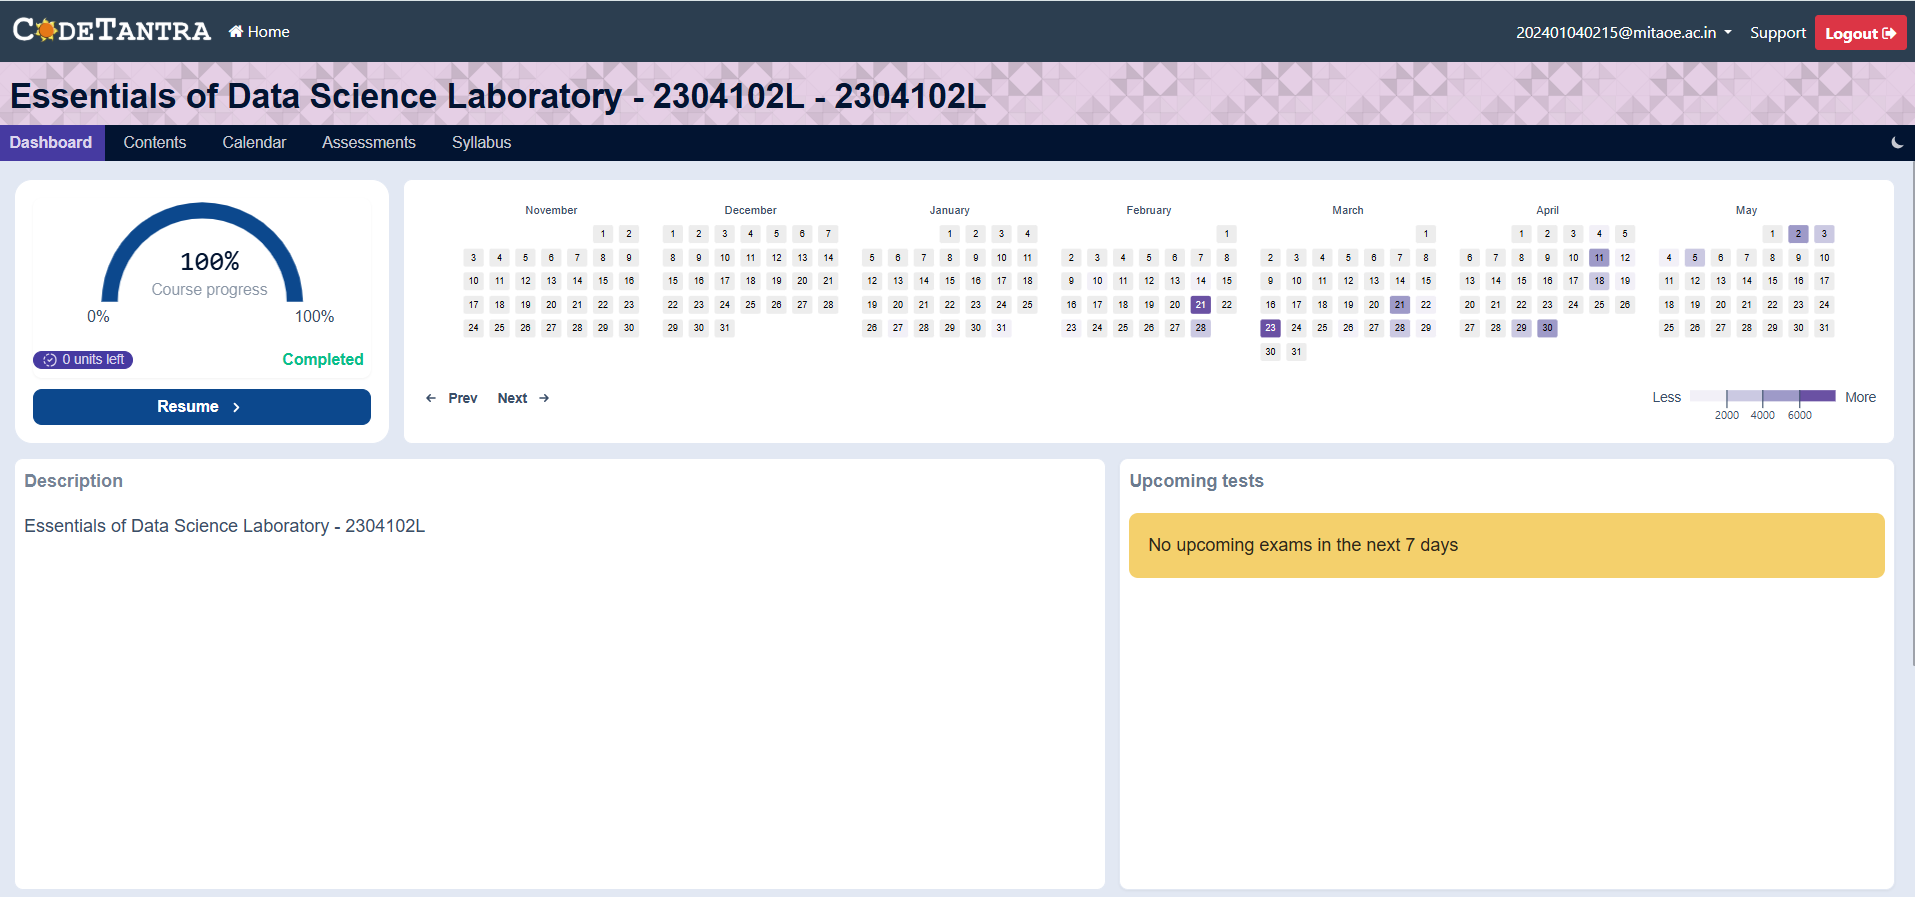 CODETANTRA Home 202401040215@mitaoe.ac.in Support Logout
Essentials of Data Science Laboratory - 2304102L - 2304102L
Dashboard Contents Calendar Assessments Syllabus
100%
Course progress
0% 100%
0 units left Completed
Resume
November December January February March April May
1 2 1 2 3 4 5 6 7 1 2 3 4 1 1 1 2 3 4 5 1 2 3
3 4 5 6 7 8 9 8 9 10 11 12 13 14 5 6 7 8 9 10 11 2 3 4 5 6 7 8 2 3 4 5 6 7 8 6 7 8 9 10 11 12 4 5 6 7 8 9 10
10 11 12 13 14 15 16 15 16 17 18 19 20 21 12 13 14 15 16 17 18 9 10 11 12 13 14 15 9 10 11 12 13 14 15 13 14 15 16 17 18 19 11 12 13 14 15 16 17
17 18 19 20 21 22 23 22 23 24 25 26 27 28 19 20 21 22 23 24 25 16 17 18 19 20 21 22 16 17 18 19 20 21 22 20 21 22 23 24 25 26 18 19 20 21 22 23 24
24 25 26 27 28 29 30 29 30 31 26 27 28 29 30 31 23 24 25 26 27 28 23 24 25 26 27 28 29 27 28 29 30 25 26 27 28 29 30 31
30 31
Prev Next
Less More
2000 4000 6000
Description
Essentials of Data Science Laboratory - 2304102L
Upcoming tests
No upcoming exams in the next 7 days